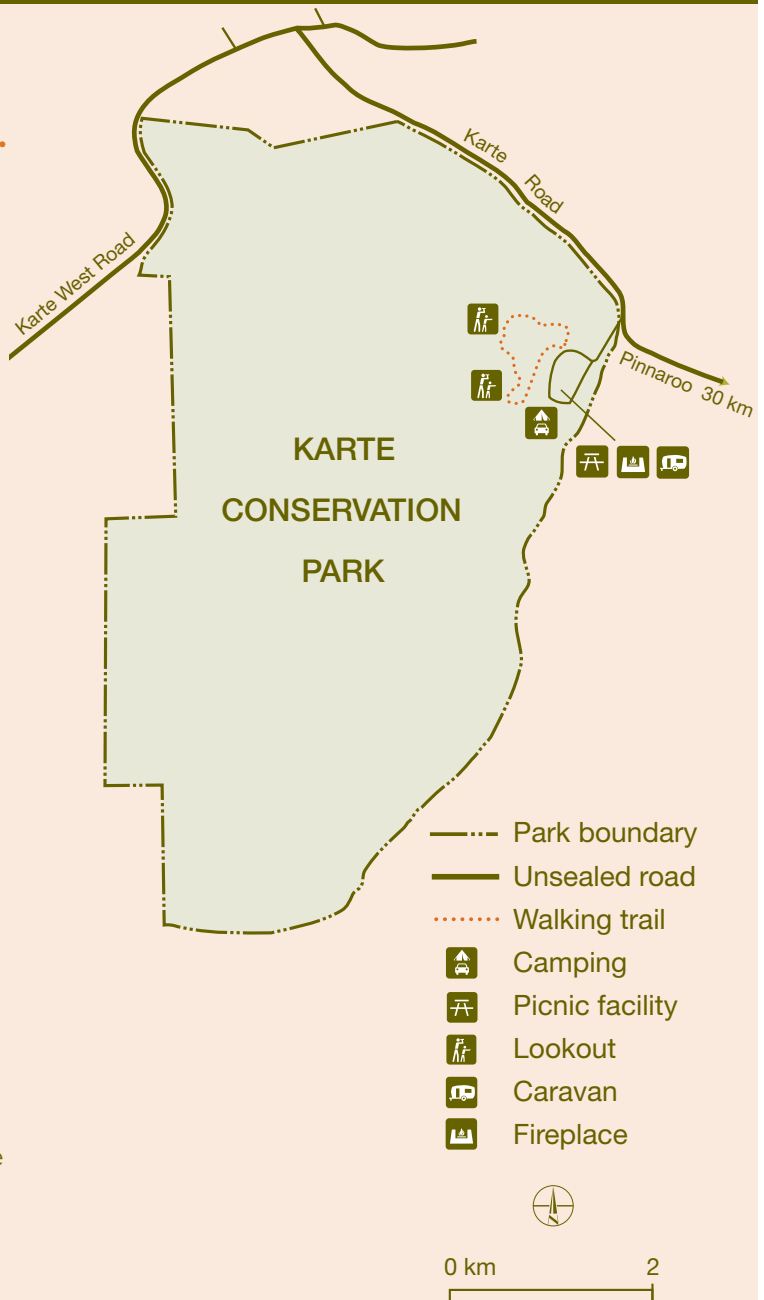 Karte
Road
Karte West Road
Pinnaroo 30 km
KARTE
CONSERVATION
PARK
Park boundary
Unsealed road
Walking trail
Camping
Picnic facility
Lookout
Caravan
Fireplace
e
N
0 km 2